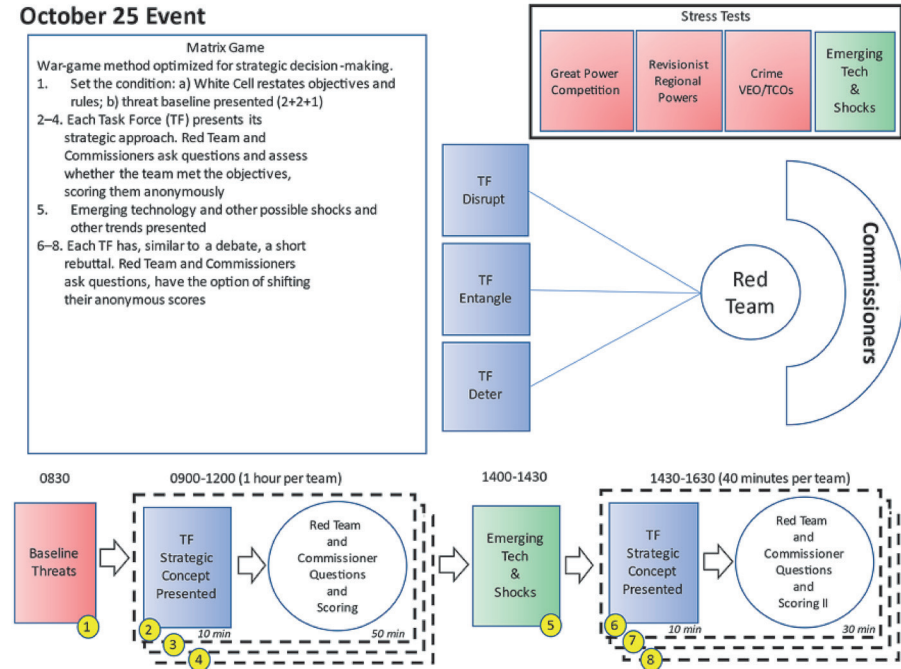 October 25 Event
Matrix Game
War-game method optimized for strategic decision-making.
1. Set the condition: a) White Cell restates objectives and
rules; b) threat baseline presented (2+2+1)
2–4. Each Task Force (TF) presents its
strategic approach. Red Team and
Commissioners ask questions and assess
whether the team met the objectives,
scoring them anonymously
5. Emerging technology and other possible shocks and
other trends presented
6–8. Each TF has, similar to a debate, a short
rebuttal. Red Team and Commissioners
ask questions, have the option of shifting
their anonymous scores
Stress Tests
Great Power
Competition
Revisionist
Regional
Powers
Crime
VEO/TCOs
Emerging
Tech
&
Shocks
TF
Disrupt
TF
Entangle
TF
Deter
Red
Team
Commissioners
0830
Baseline
Threats
1
0900-1200 (1 hour per team)
TF
Strategic
Concept
Presented
10 min
Red Team
and
Commissioner
Questions
and
Scoring
50 min
2
3
4
1400-1430
Emerging
Tech
&
Shocks
5
1430-1630 (40 minutes per team)
TF
Strategic
Concept
Presented
10 min
Red Team
and
Commissioner
Questions
and
Scoring II
30 min
6
7
8